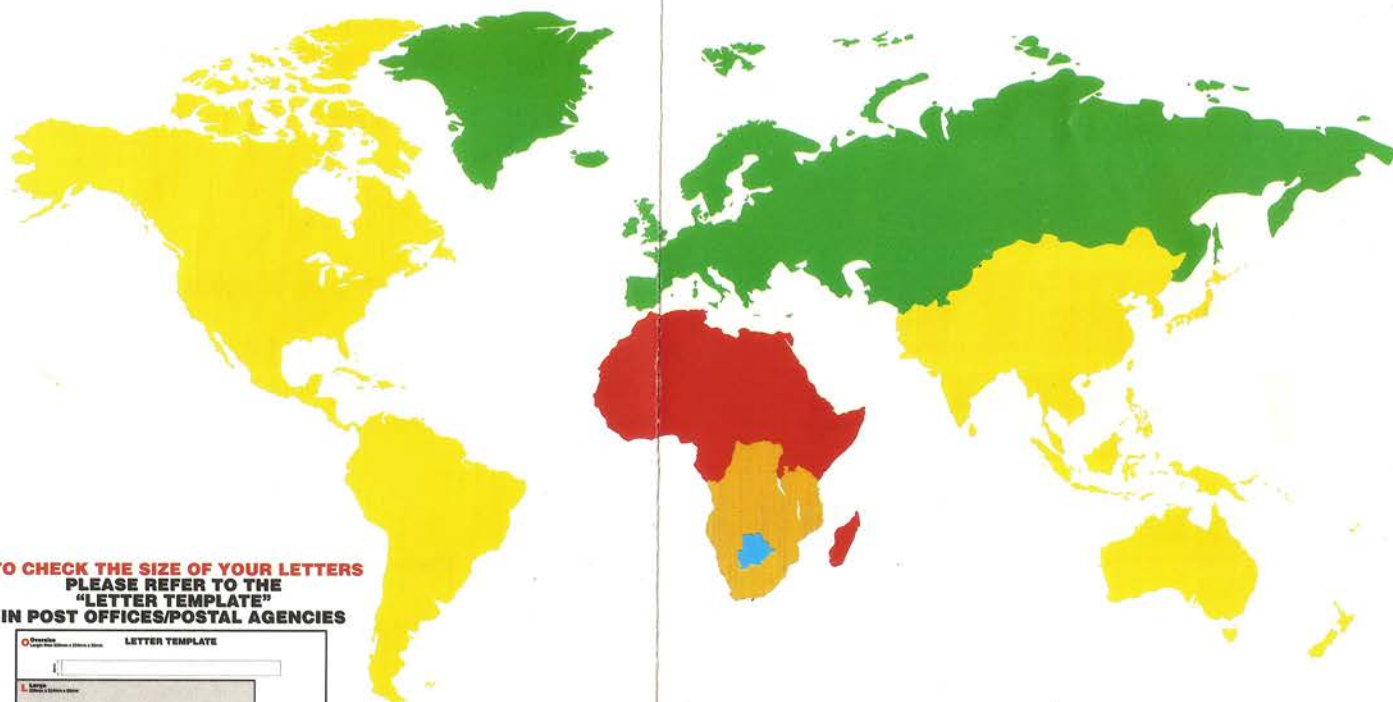 TO CHECK THE SIZE OF YOUR LETTERS
PLEASE REFER TO THE
“LETTER TEMPLATE”
IN POST OFFICES/POSTAL AGENCIES
LETTER TEMPLATE
O Oversize
L Large